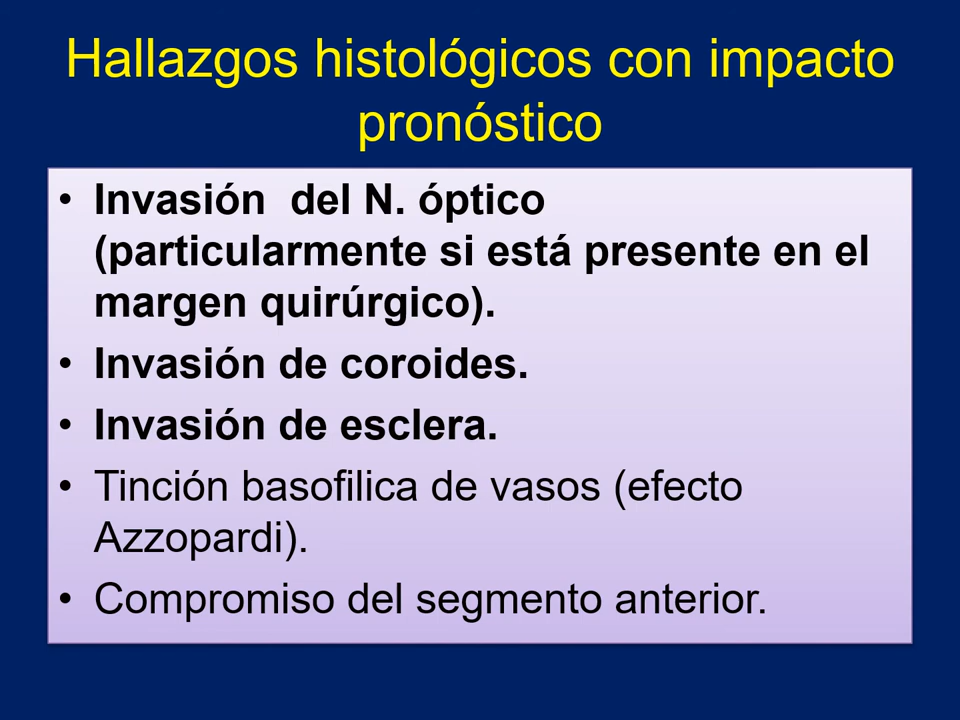 Hallazgos histológicos con impacto
pronóstico
• Invasión  del N. óptico
(particularmente si está presente en el
margen quirúrgico).
• Invasión de coroides.
• Invasión de esclera.
• Tinción basofilica de vasos (efecto
Azzopardi).
• Compromiso del segmento anterior.